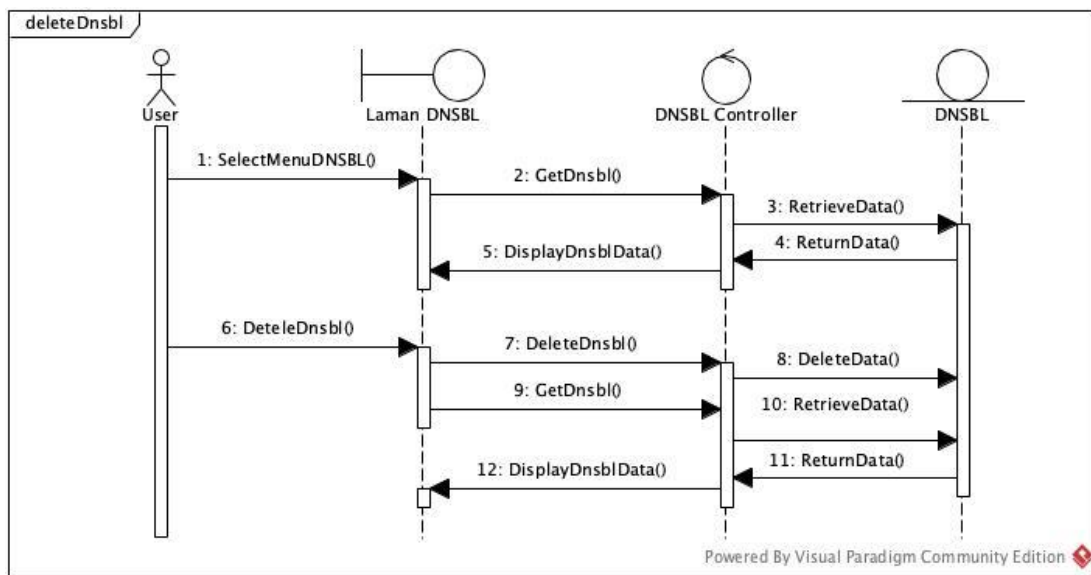 deleteDnsbl
User
Laman DNSBL
DNSBL Controller
DNSBL
1: SelectMenuDNSBL()
2: GetDnsbl()
3: RetrieveData()
4: ReturnData()
5: DisplayDnsblData()
6: DeteleDnsbl()
7: DeleteDnsbl()
8: DeleteData()
9: GetDnsbl()
10: RetrieveData()
11: ReturnData()
12: DisplayDnsblData()
Powered By Visual Paradigm Community Edition